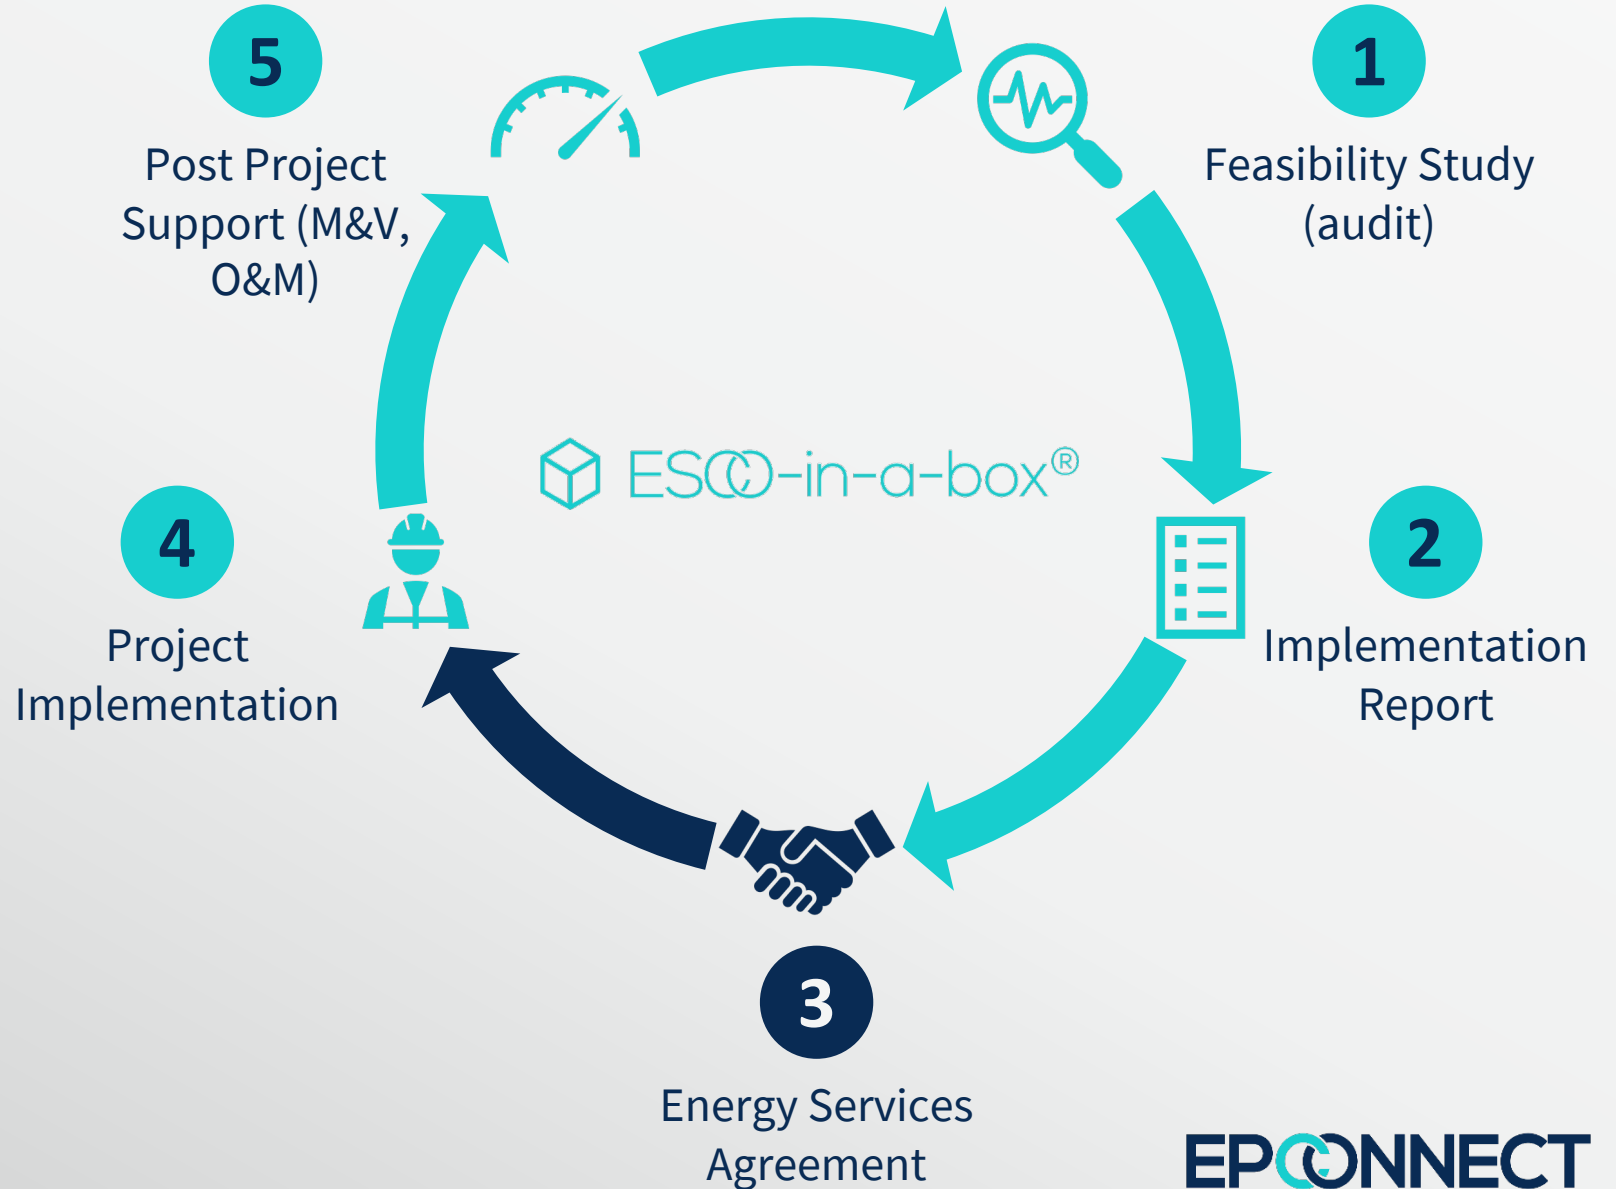 1
Feasibility Study
(audit)
2
Implementation
Report
3
Energy Services
Agreement
4
Project
Implementation
5
Post Project
Support (M&V,
O&M)
ESCO-in-a-box®
EPCONNECT